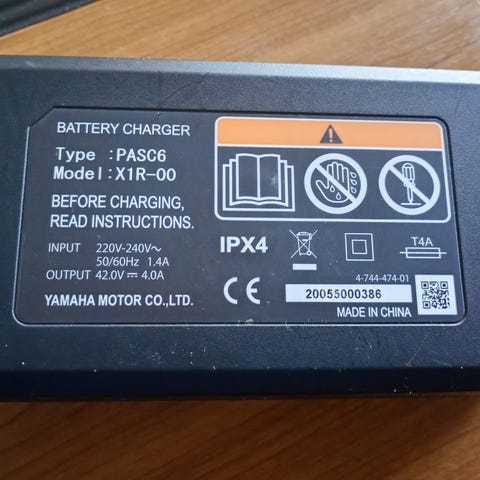 BATTERY CHARGER
Type :PASC6
Model:X1R-00
BEFORE CHARGING,
READ INSTRUCTIONS.
INPUT 220V-240V~
50/60Hz 1.4A
OUTPUT 42.0V⎓4.0A
YAMAHA MOTOR CO.,LTD.
IPX4
T4A
4-744-474-01
CE
20055000386
MADE IN CHINA